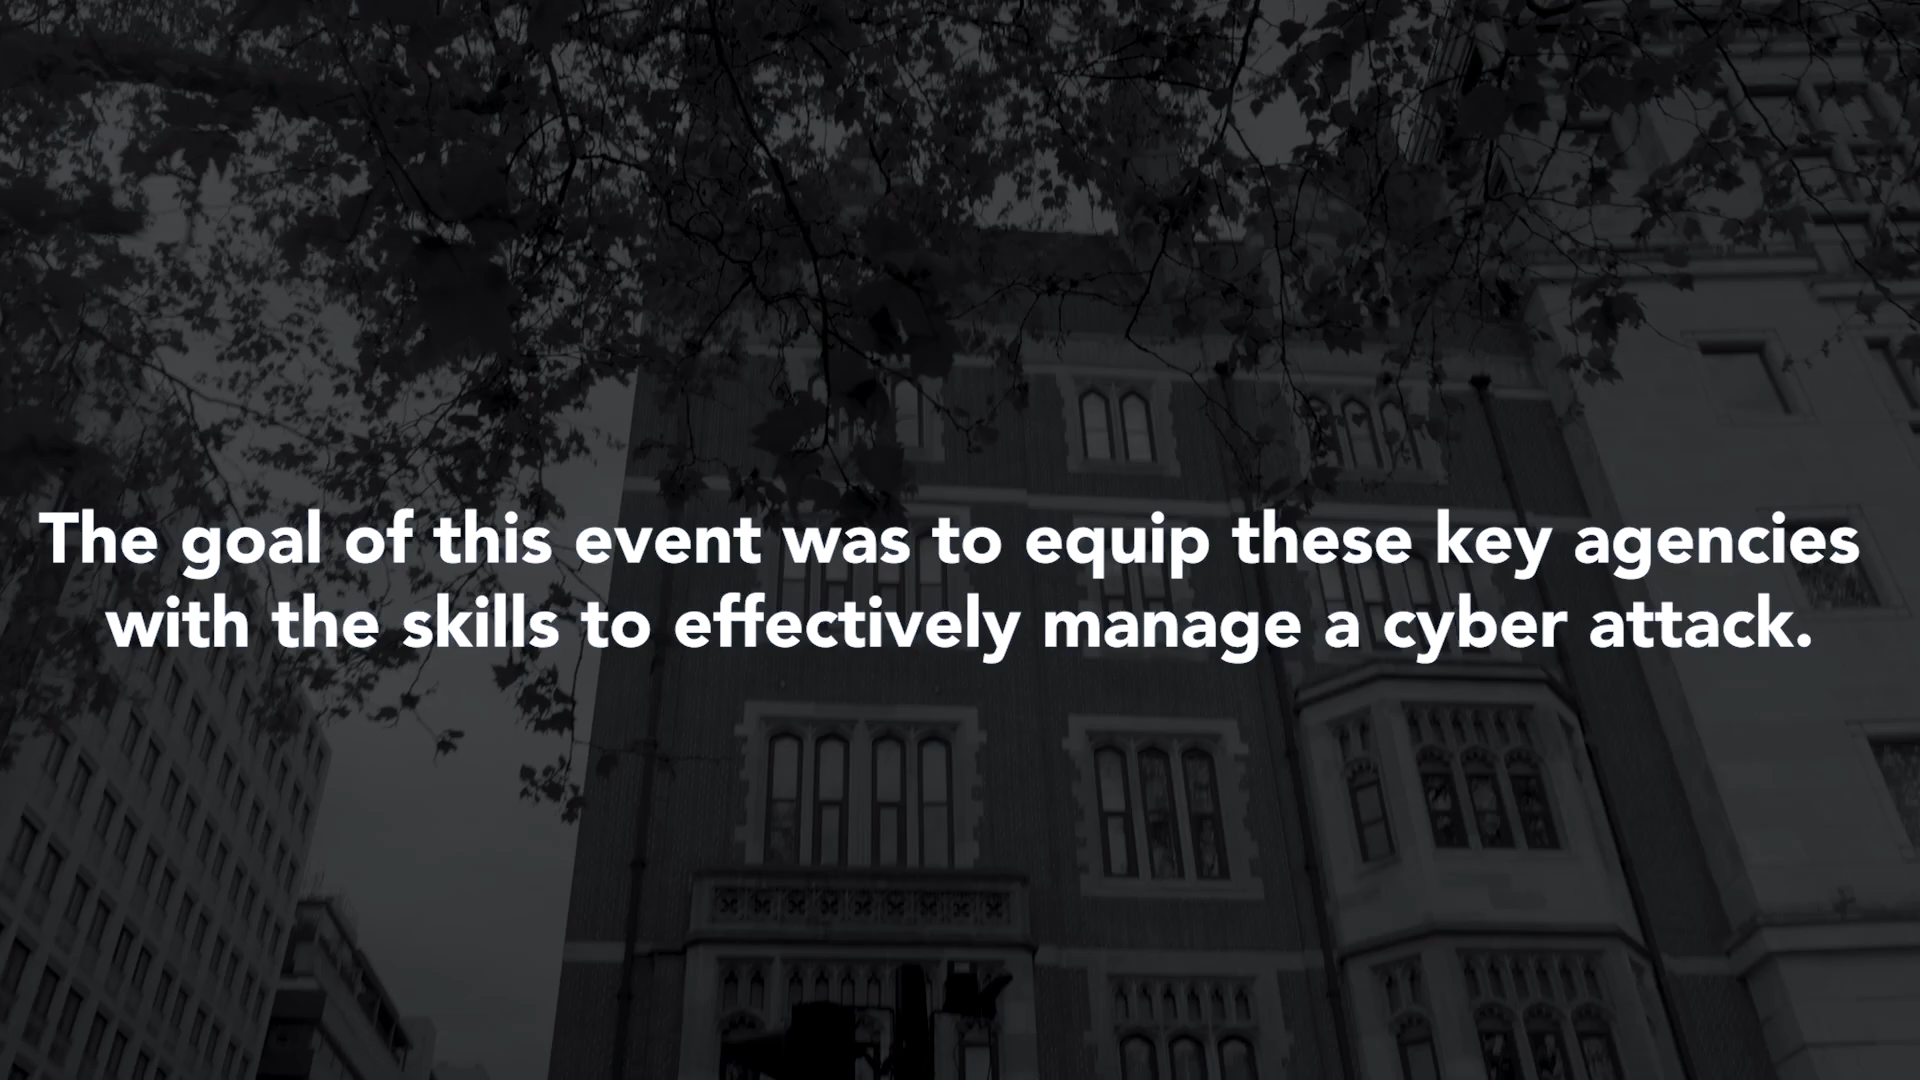 The goal of this event was to equip these key agencies
with the skills to effectively manage a cyber attack.